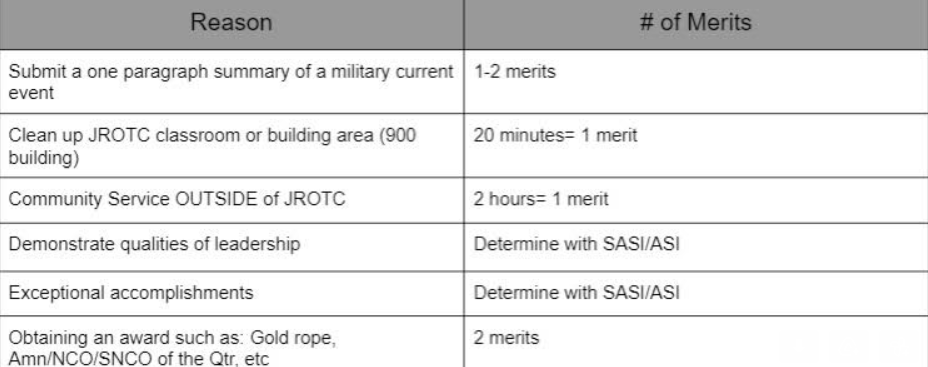 Reason # of Merits
Submit a one paragraph summary of a military current 1-2 merits
event
Clean up JROTC classroom or building area (900 20 minutes= 1 merit
building)
Community Service OUTSIDE of JROTC 2 hours= 1 merit
Demonstrate qualities of leadership Determine with SASI/ASI
Exceptional accomplishments Determine with SASI/ASI
Obtaining an award such as: Gold rope, 2 merits
Amn/NCO/SNCO of the Qtr, etc